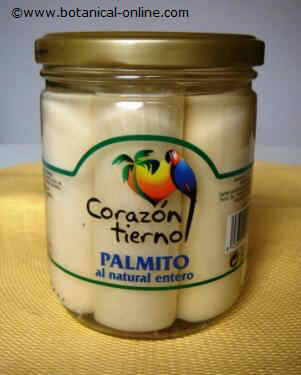 © www.botanical-online.com
Corazón
tierno
PALMITO
al natural entero